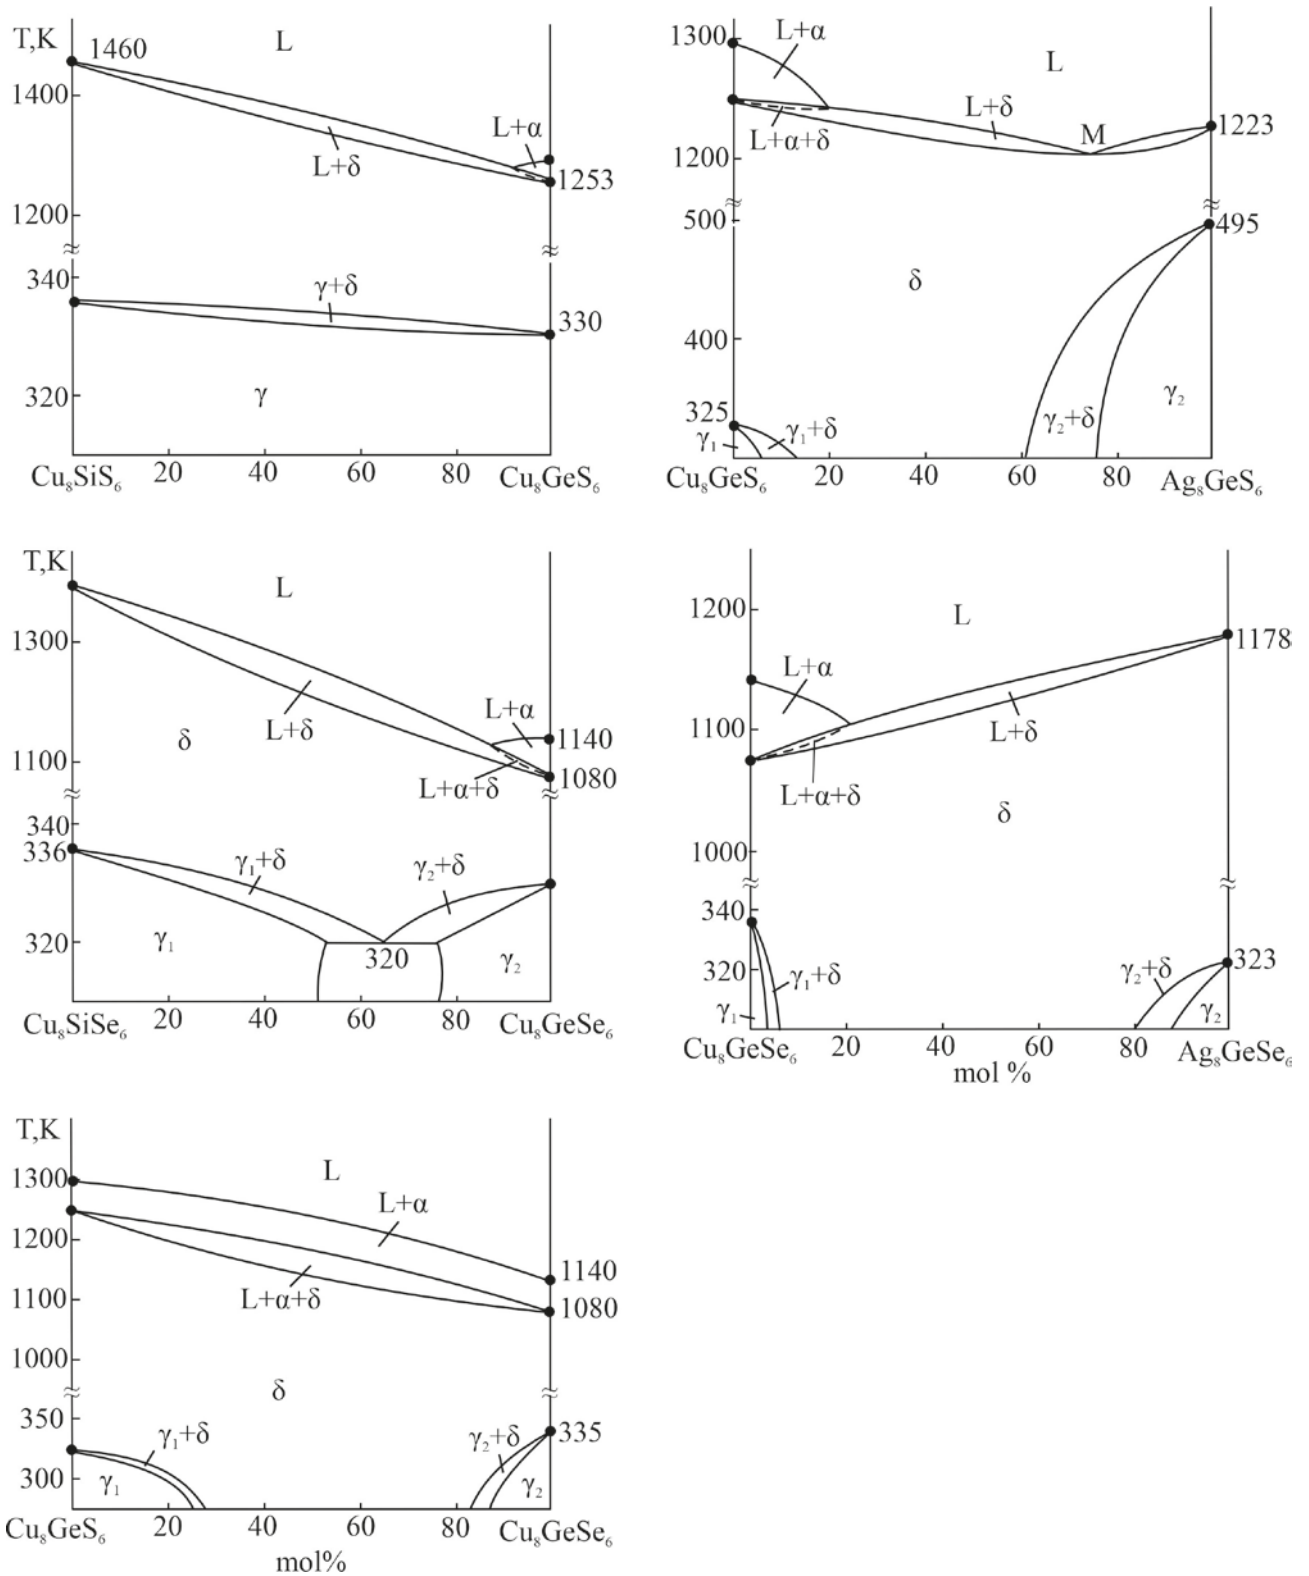 T,K
1460
L
1400
L+α
L+δ
1253
1200
340
γ+δ
330
320
γ
20 40 60 80
Cu₈SiS₆ Cu₈GeS₆
1300
L+α
L
L+δ
L+α+δ
M
1223
1200
500
495
δ
400
325
γ₁
γ₁+δ
γ₂+δ
γ₂
20 40 60 80
Cu₈GeS₆ Ag₈GeS₆
T,K
L
1300
L+δ
L+α
δ
1140
1100
1080
L+α+δ
340
336
γ₁+δ
γ₂+δ
γ₁
320
320
γ₂
20 40 60 80
Cu₈SiSe₆ Cu₈GeSe₆
1200
L
1178
L+α
1100
L+δ
L+α+δ
δ
1000
340
320
γ₁+δ
γ₂+δ
323
γ₁
γ₂
20 40 60 80
Cu₈GeSe₆ Ag₈GeSe₆
mol %
T,K
1300
L
L+α
1200
1140
L+α+δ
1100
1080
1000
δ
350
γ₁+δ
γ₂+δ
335
300
γ₁
γ₂
20 40 60 80
Cu₈GeS₆ Cu₈GeSe₆
mol%